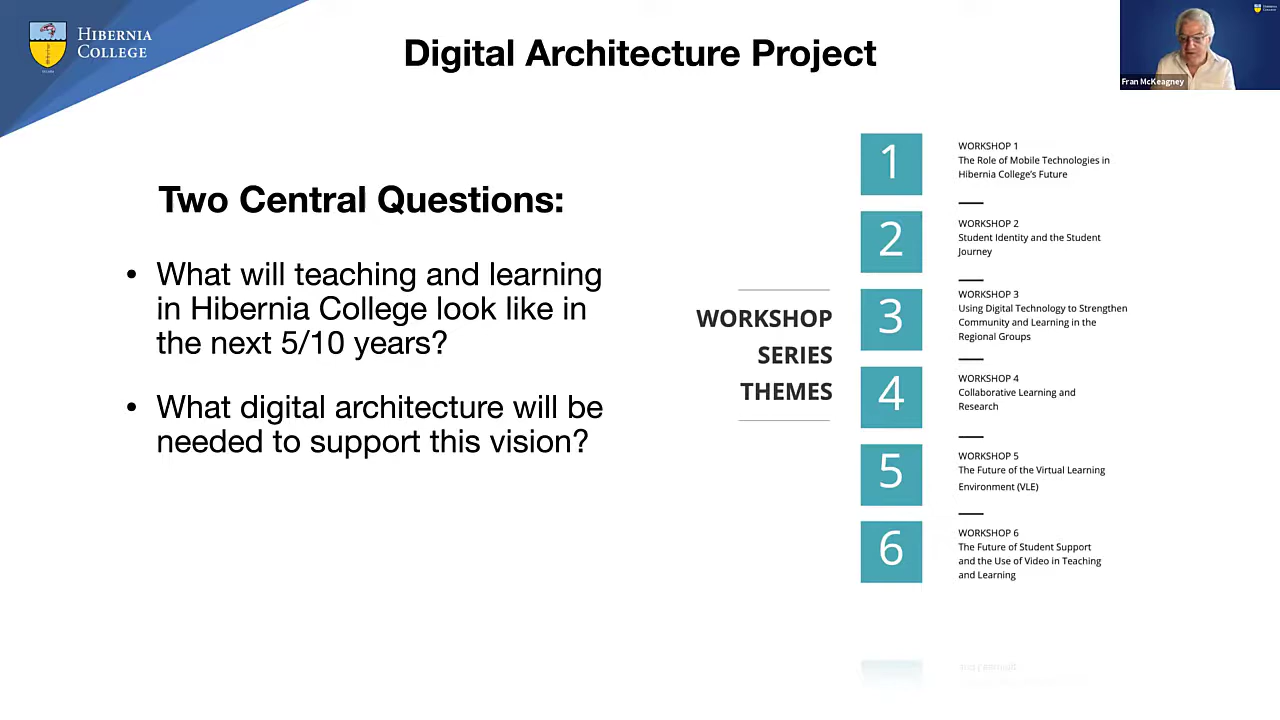 HIBERNIA
COLLEGE
Digital Architecture Project
Fran McKeagney
Two Central Questions:
• What will teaching and learning
in Hibernia College look like in
the next 5/10 years?
• What digital architecture will be
needed to support this vision?
WORKSHOP
SERIES
THEMES
1
WORKSHOP 1
The Role of Mobile Technologies in
Hibernia College's Future
2
WORKSHOP 2
Student Identity and the Student
Journey
3
WORKSHOP 3
Using Digital Technology to Strengthen
Community and Learning in the
Regional Groups
4
WORKSHOP 4
Collaborative Learning and
Research
5
WORKSHOP 5
The Future of the Virtual Learning
Environment (VLE)
6
WORKSHOP 6
The Future of Student Support
and the Use of Video in Teaching
and Learning